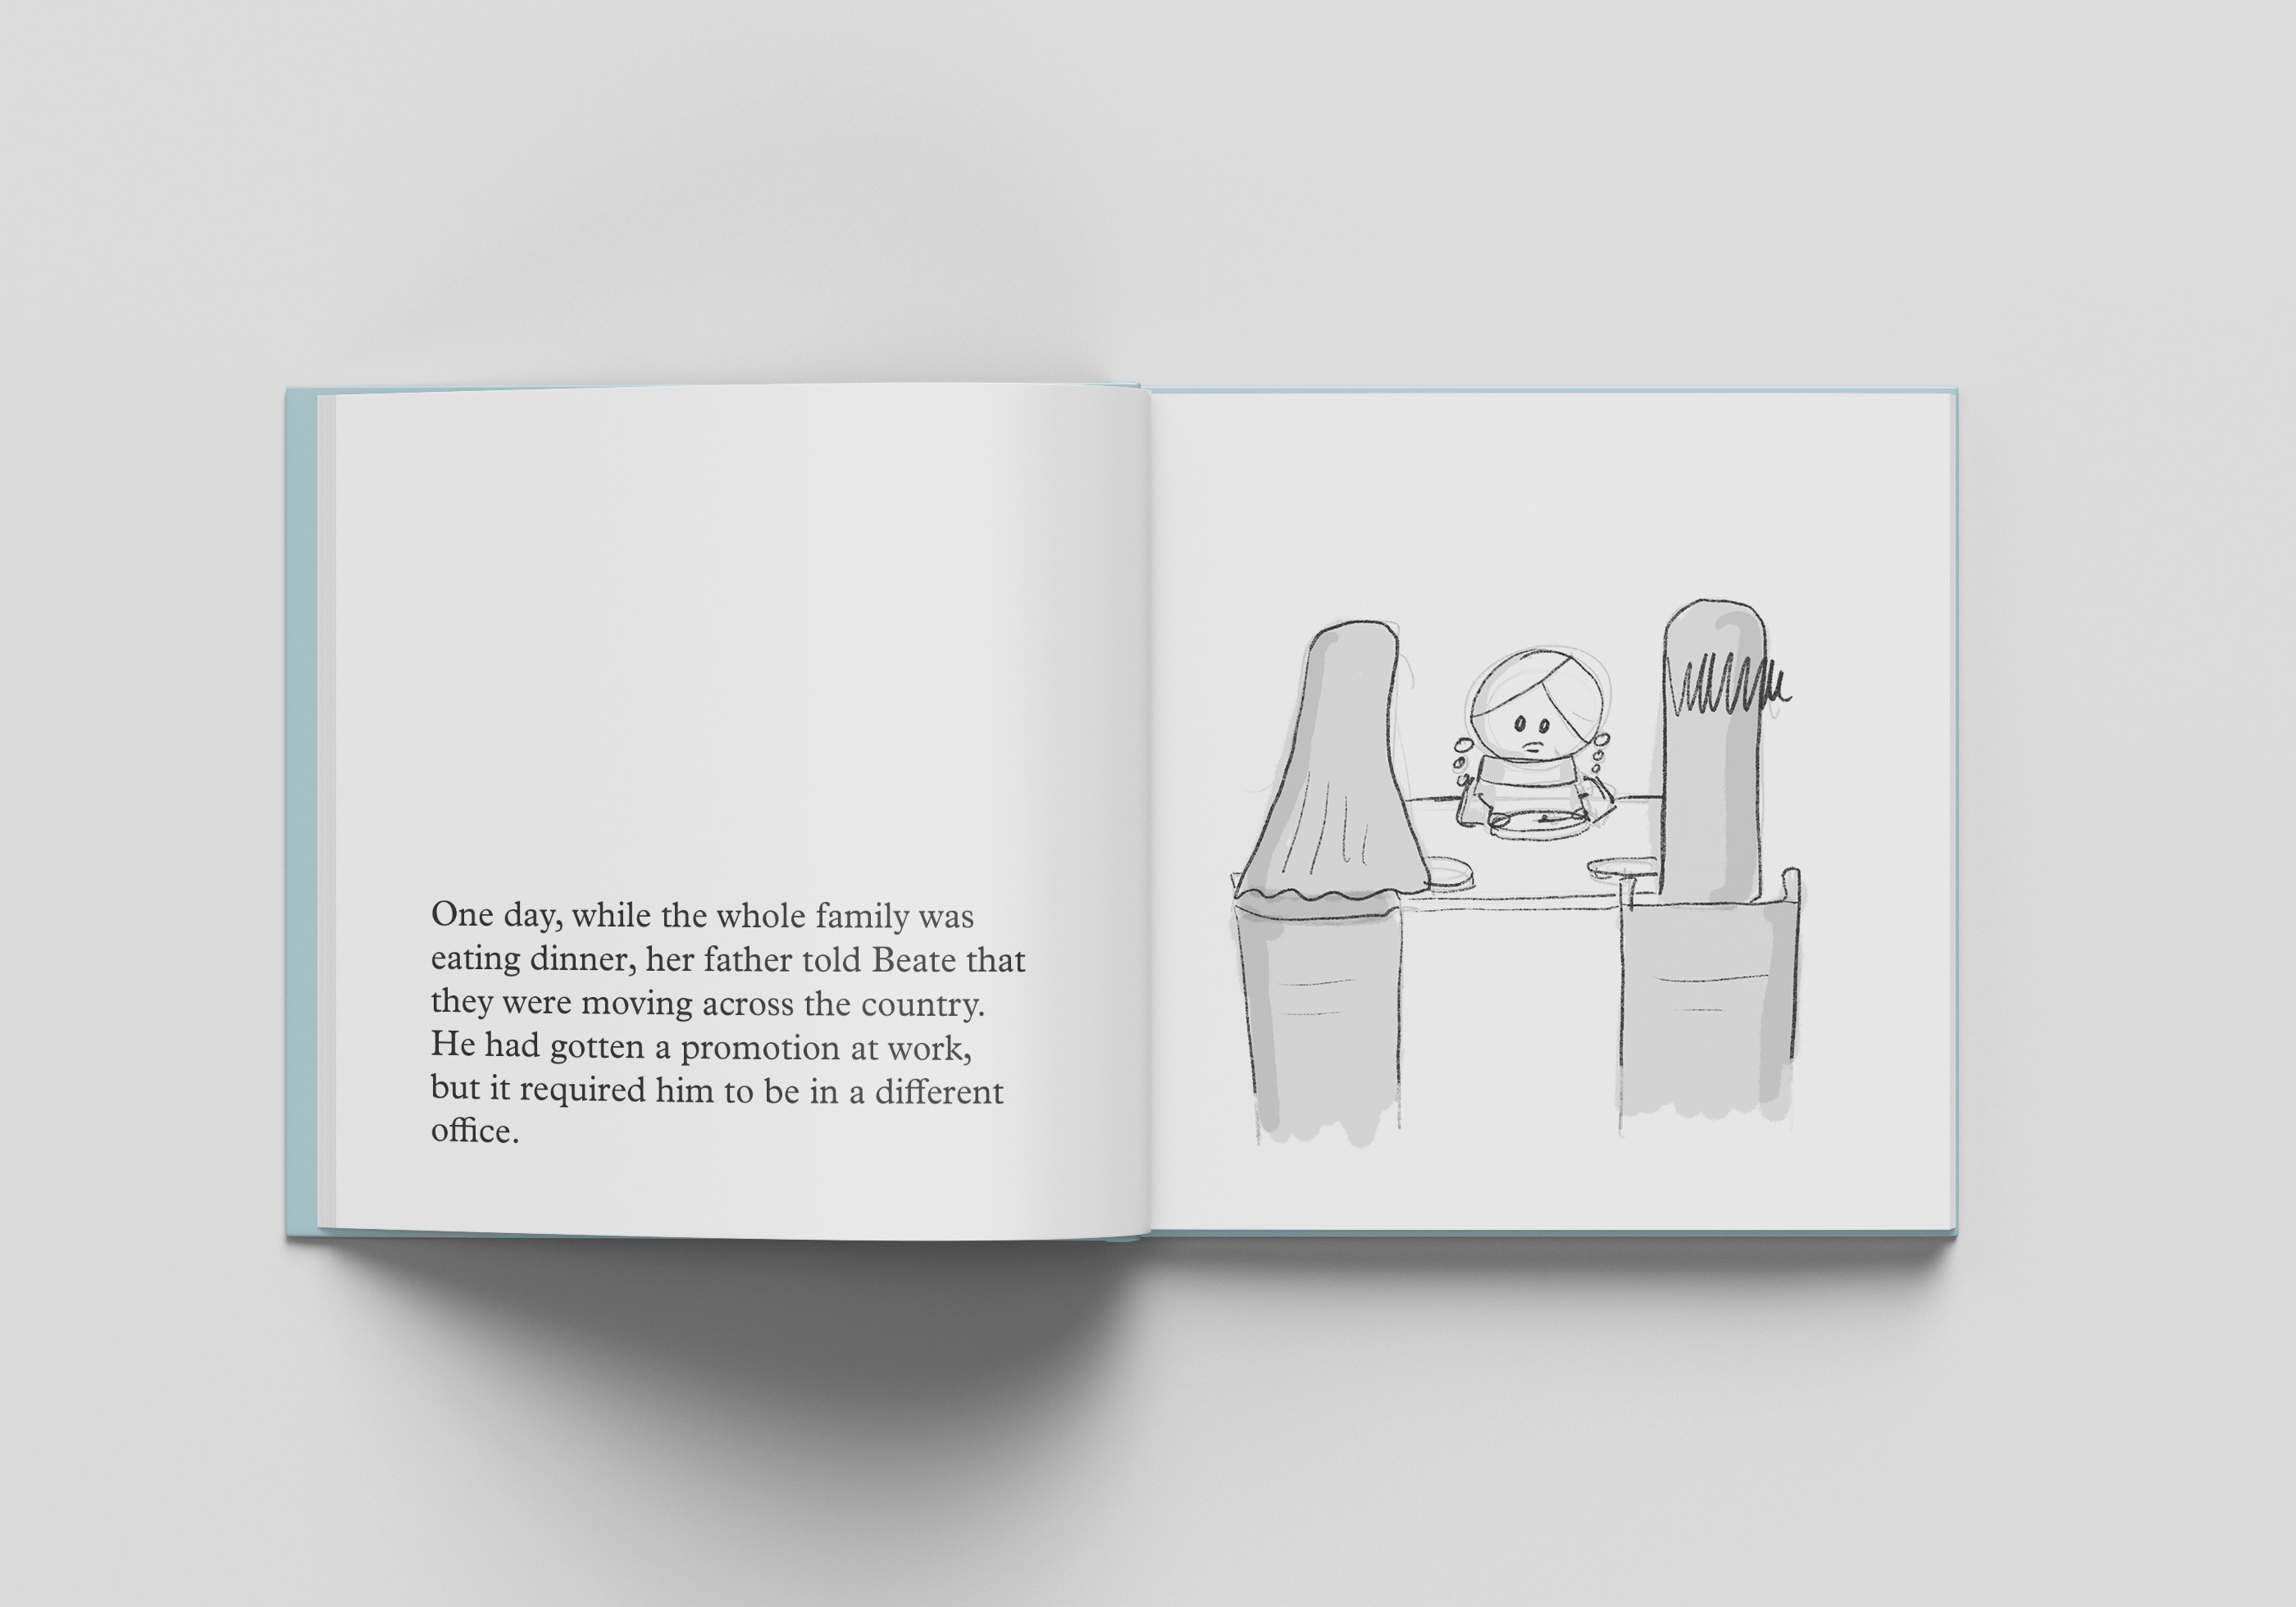 One day, while the whole family was
eating dinner, her father told Beate that
they were moving across the country.
He had gotten a promotion at work,
but it required him to be in a different
office.